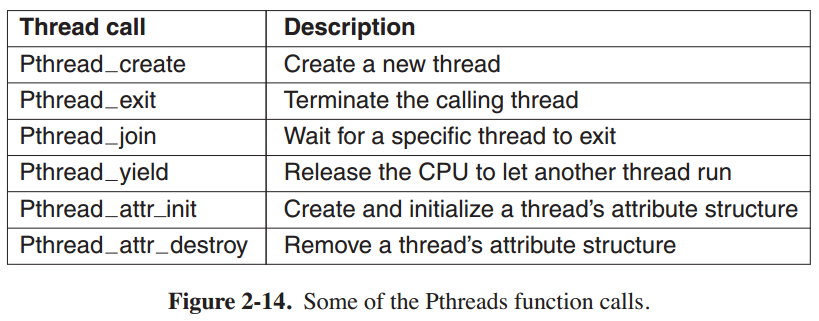 Thread call Description
Pthread_create Create a new thread
Pthread_exit Terminate the calling thread
Pthread_join Wait for a specific thread to exit
Pthread_yield Release the CPU to let another thread run
Pthread_attr_init Create and initialize a thread’s attribute structure
Pthread_attr_destroy Remove a thread’s attribute structure
Figure 2-14. Some of the Pthreads function calls.